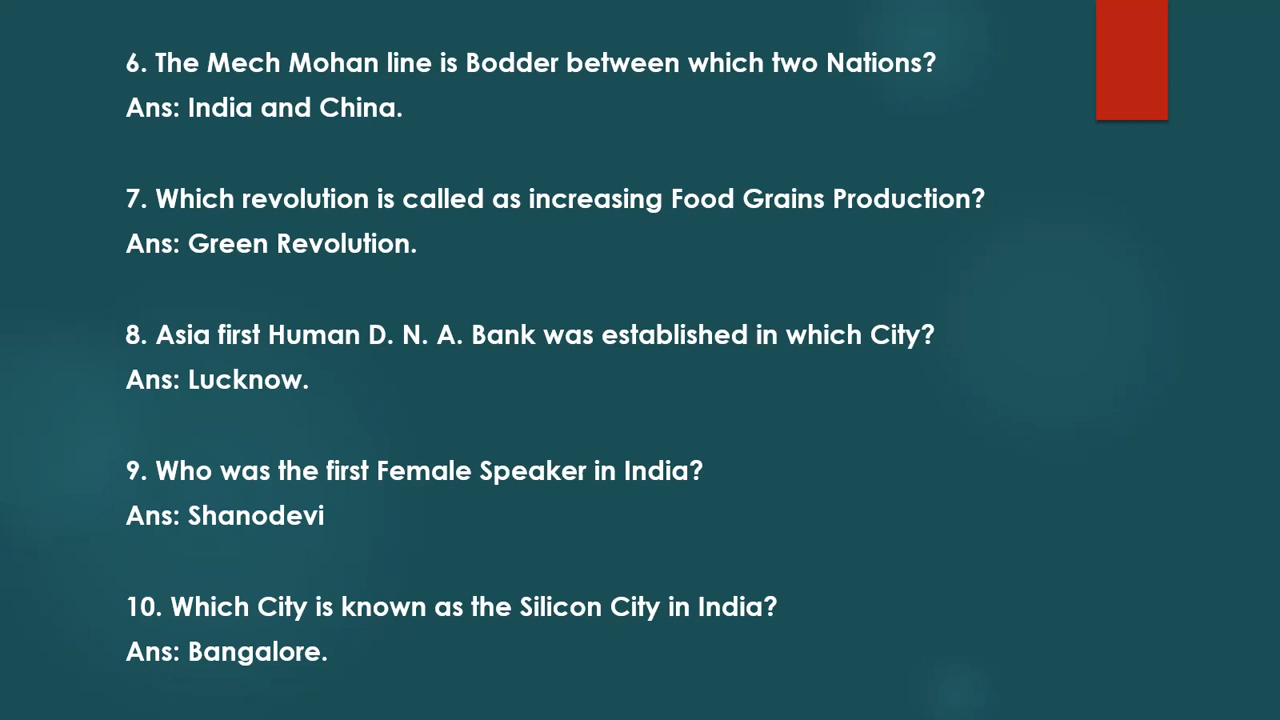 6. The Mech Mohan line is Bodder between which two Nations?
Ans: India and China.
7. Which revolution is called as increasing Food Grains Production?
Ans: Green Revolution.
8. Asia first Human D. N. A. Bank was established in which City?
Ans: Lucknow.
9. Who was the first Female Speaker in India?
Ans: Shanodevi
10. Which City is known as the Silicon City in India?
Ans: Bangalore.